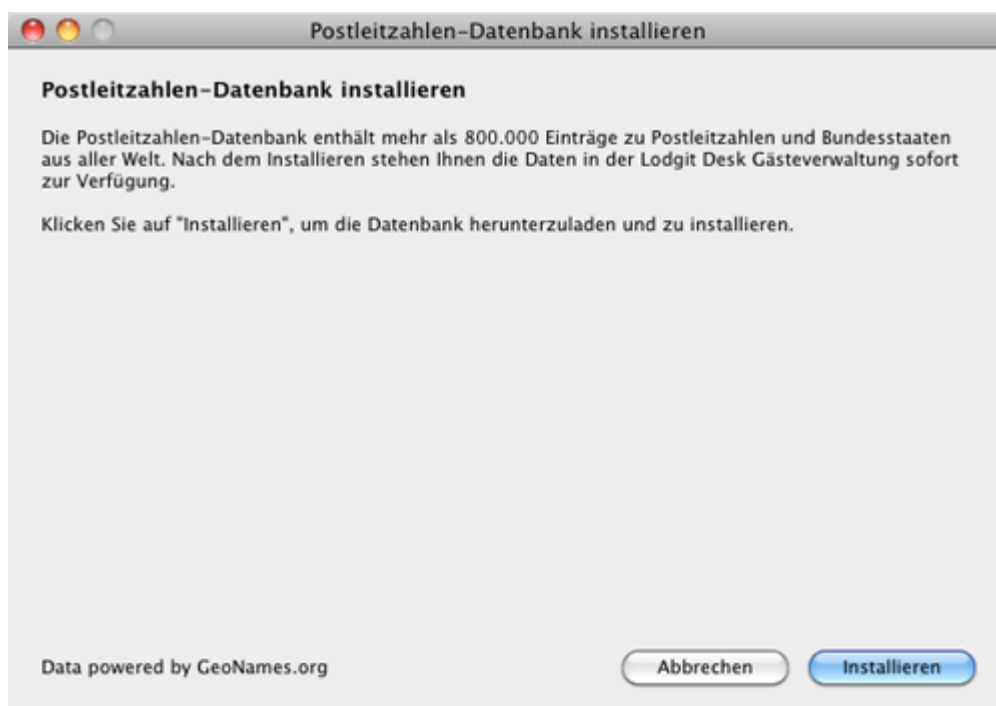 Postleitzahlen-Datenbank installieren
Postleitzahlen-Datenbank installieren
Die Postleitzahlen-Datenbank enthält mehr als 800.000 Einträge zu Postleitzahlen und Bundesstaaten
aus aller Welt. Nach dem Installieren stehen Ihnen die Daten in der Lodgit Desk Gästeverwaltung sofort
zur Verfügung.
Klicken Sie auf "Installieren", um die Datenbank herunterzuladen und zu installieren.
Data powered by GeoNames.org
Abbrechen
Installieren